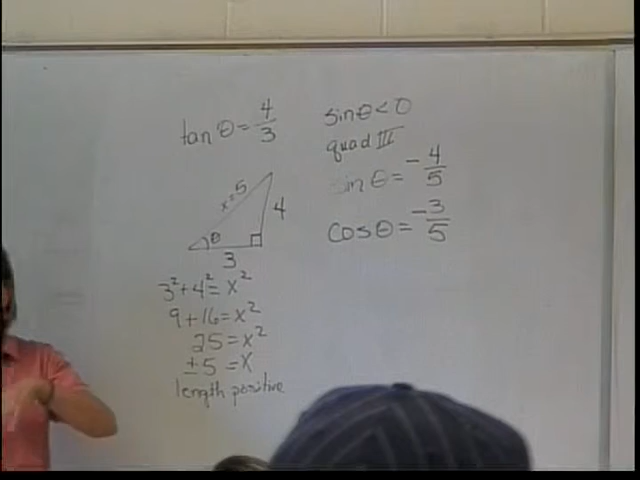 tan θ = 4/3
sin θ < 0
quad III
sin θ = -4/5
cos θ = -3/5
x = 5
4
θ
3
3² + 4² = x²
9 + 16 = x²
25 = x²
± 5 = x
length positive